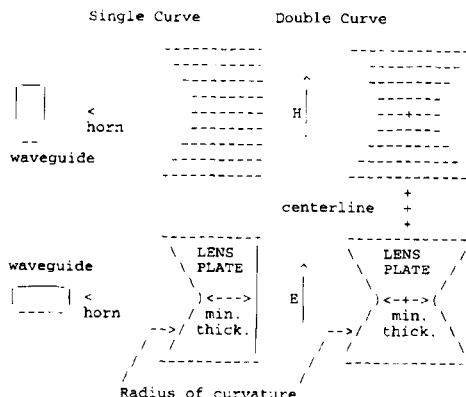 Single Curve Double Curve
<
horn
H
waveguide
centerline
waveguide
LENS LENS
PLATE PLATE
<
horn
)<---> E )<-+->(
min. min.
thick. thick.
-->
-->
Radius of curvature